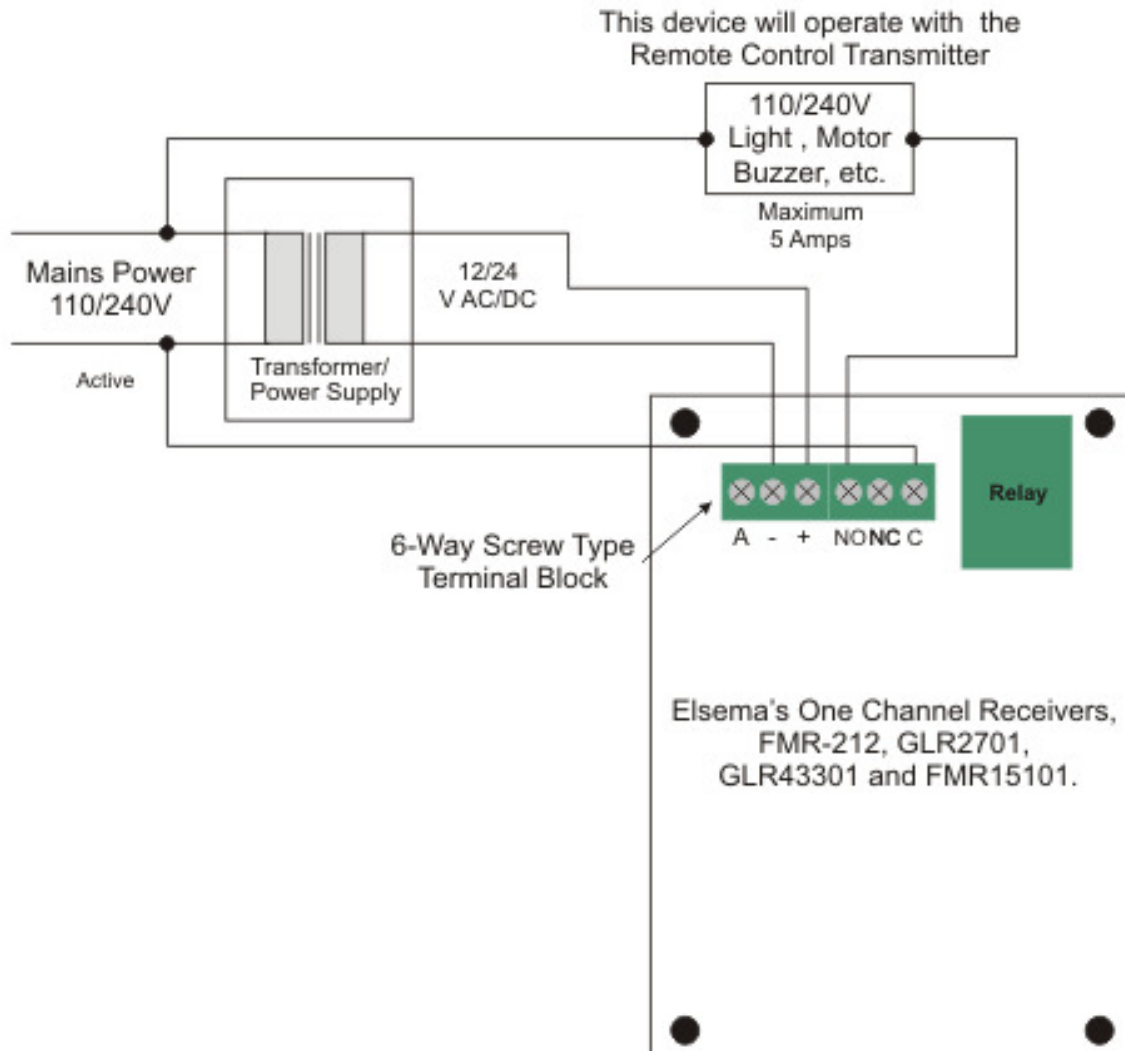 This device will operate with the
Remote Control Transmitter
110/240V
Light , Motor
Buzzer, etc.
Maximum
5 Amps
Mains Power
110/240V
12/24
V AC/DC
Active
Transformer/
Power Supply
Relay
6-Way Screw Type
Terminal Block
A - + NO NC C
Elsema's One Channel Receivers,
FMR-212, GLR2701,
GLR43301 and FMR15101.